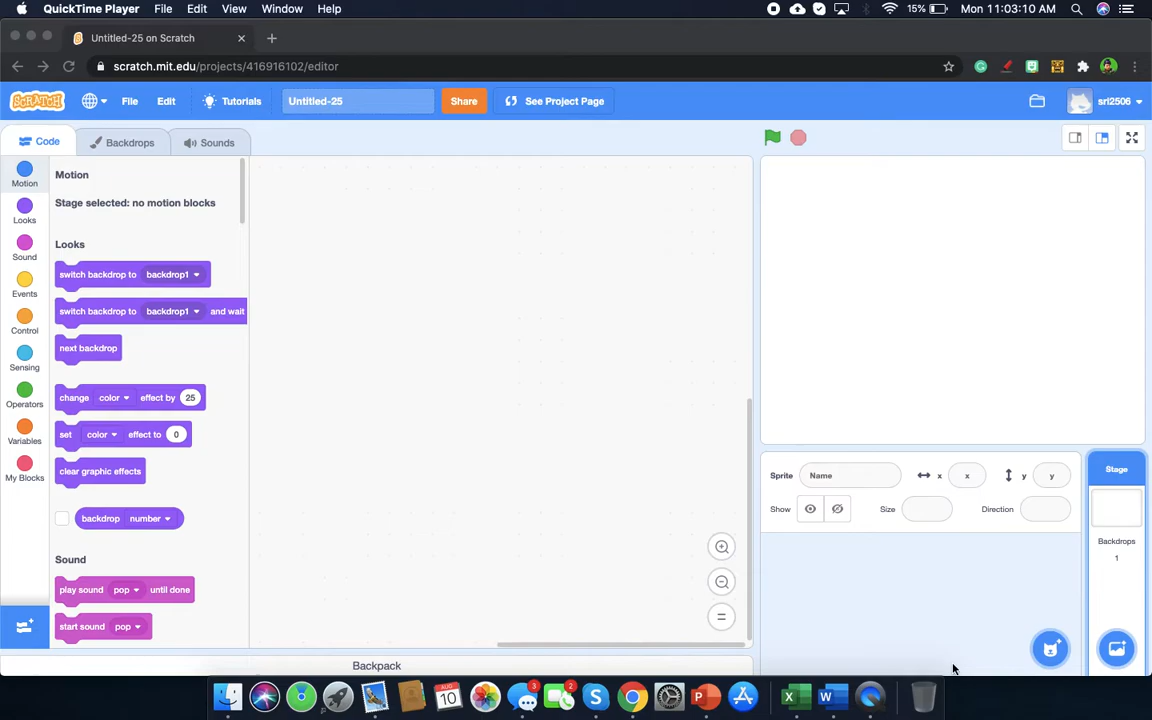 QuickTime Player File Edit View Window Help 15% Mon 11:03:10 AM
Untitled-25 on Scratch
scratch.mit.edu/projects/416916102/editor
SCRATCH File Edit Tutorials Untitled-25 Share See Project Page srl2506
Code Backdrops Sounds
Motion
Looks
Sound
Events
Control
Sensing
Operators
Variables
My Blocks
Motion
Stage selected: no motion blocks
Looks
switch backdrop to backdrop1
switch backdrop to backdrop1 and wait
next backdrop
change color effect by 25
set color effect to 0
clear graphic effects
backdrop number
Sound
play sound pop until done
start sound pop
Backpack
Sprite Name x x y y
Show Size Direction
Stage
Backdrops
1
AUG
10
3
2